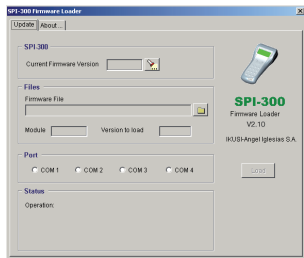 SPI-300 Firmware Loader
Update
About ...
SPI-300
Current Firmware Version
Files
Firmware File
Module
Version to load
Port
COM 1
COM 2
COM 3
COM 4
Status
Operation:
SPI-300
Firmware Loader
V2.10
IKUSI-Angel Iglesias S.A.
Load